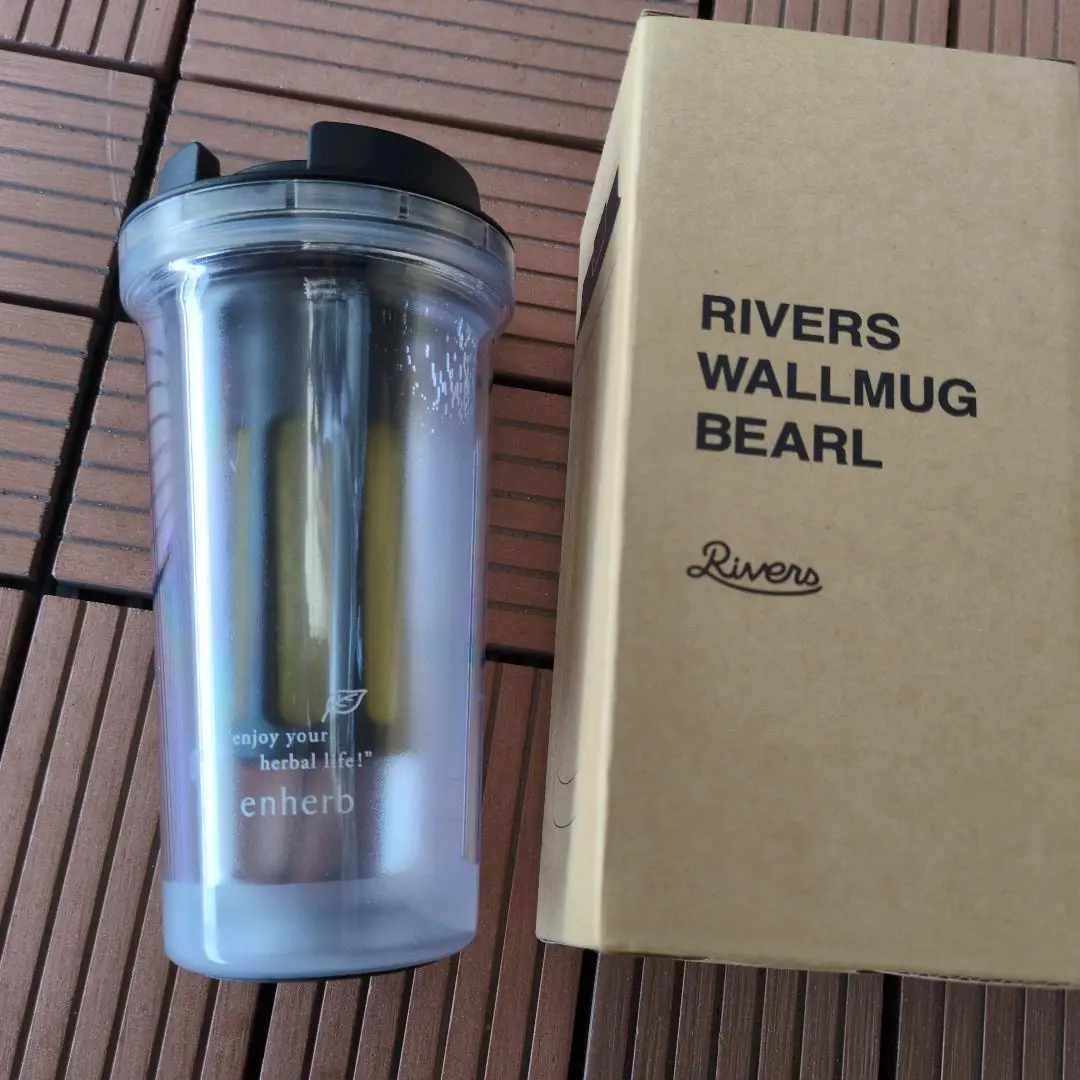 enjoy your
herbal life!"
enherb
RIVERS
WALLMUG
BEARL
Rivers